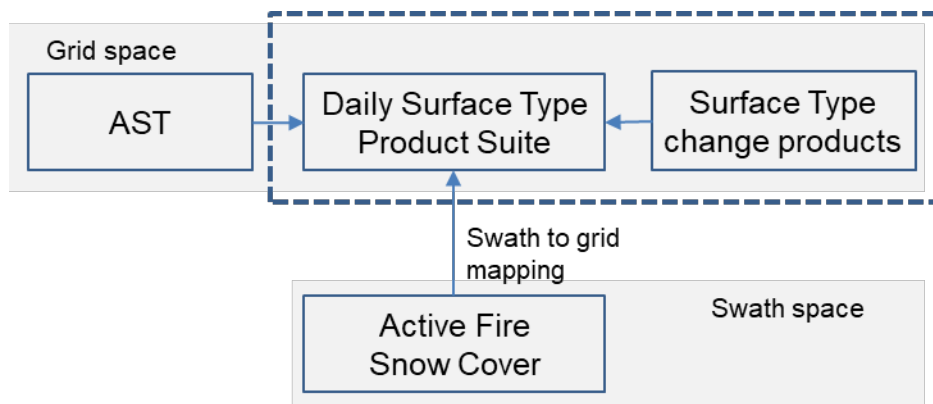 Grid space
AST
Daily Surface Type
Product Suite
Surface Type
change products
Swath to grid
mapping
Active Fire
Snow Cover
Swath space